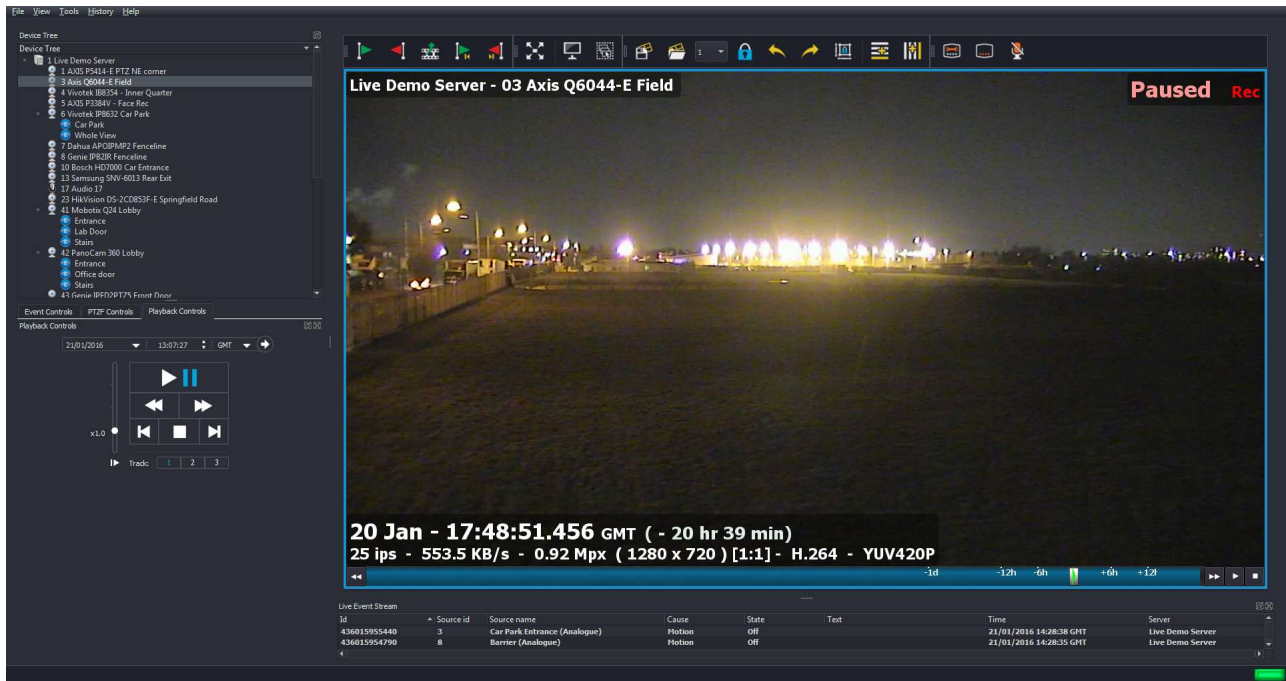 File View Tools History Help
Device Tree
Device Tree
1 Live Demo Server
1 AXIS P5414-E PTZ NE corner
3 Axis Q6044-E Field
4 Vivotek IB8354 - Inner Quarter
5 AXIS P3384V - Face Rec
6 Vivotek IP8632 Car Park
Car Park
Whole View
7 Dahua APOIPMP2 Fenceline
8 Genie IPB2IR Fenceline
10 Bosch HD7000 Car Entrance
13 Samsung SNV-6013 Rear Exit
17 Audio 17
23 HikVision DS-2CD853F-E Springfield Road
41 Mobotix Q24 Lobby
Entrance
Lab Door
Stairs
42 PanoCam 360 Lobby
Entrance
Office door
Stairs
43 Genie IPFD2PTZ5 Front Door
Event Controls PTZF Controls Playback Controls
Playback Controls
21/01/2016 13:07:27 GMT
x1.0
Track: 1 2 3
1
Live Demo Server - 03 Axis Q6044-E Field
Paused Rec
20 Jan - 17:48:51.456 GMT ( - 20 hr 39 min)
25 ips - 553.5 KB/s - 0.92 Mpx ( 1280 x 720 ) [1:1] - H.264 - YUV420P
-1d -12h -6h +6h +12h
Live Event Stream
Id Source id Source name Cause State Text Time Server
436015955440 3 Car Park Entrance (Analogue) Motion Off 21/01/2016 14:28:38 GMT Live Demo Server
436015954790 8 Barrier (Analogue) Motion Off 21/01/2016 14:28:35 GMT Live Demo Server